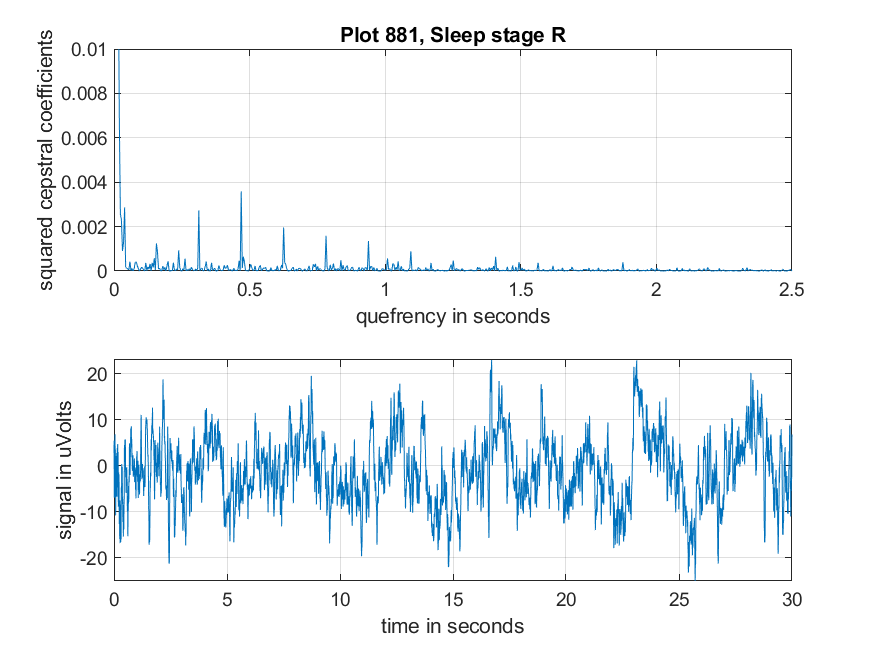 Plot 881, Sleep stage R
squared cepstral coefficients
0.01
0.008
0.006
0.004
0.002
0
0 0.5 1 1.5 2 2.5
quefrency in seconds
signal in uVolts
20
10
0
-10
-20
0 5 10 15 20 25 30
time in seconds